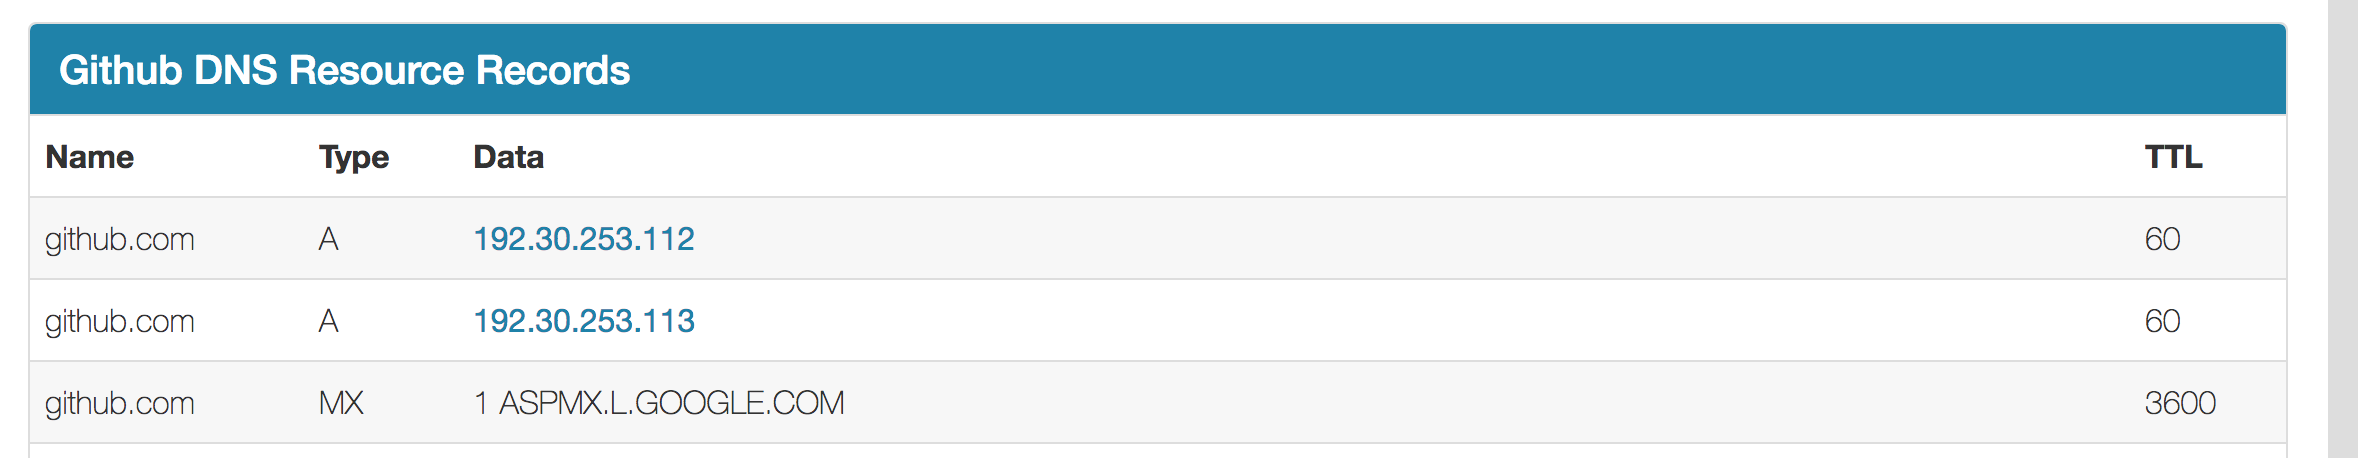 Github DNS Resource Records
Name Type Data TTL
github.com A 192.30.253.112 60
github.com A 192.30.253.113 60
github.com MX 1 ASPMX.L.GOOGLE.COM 3600